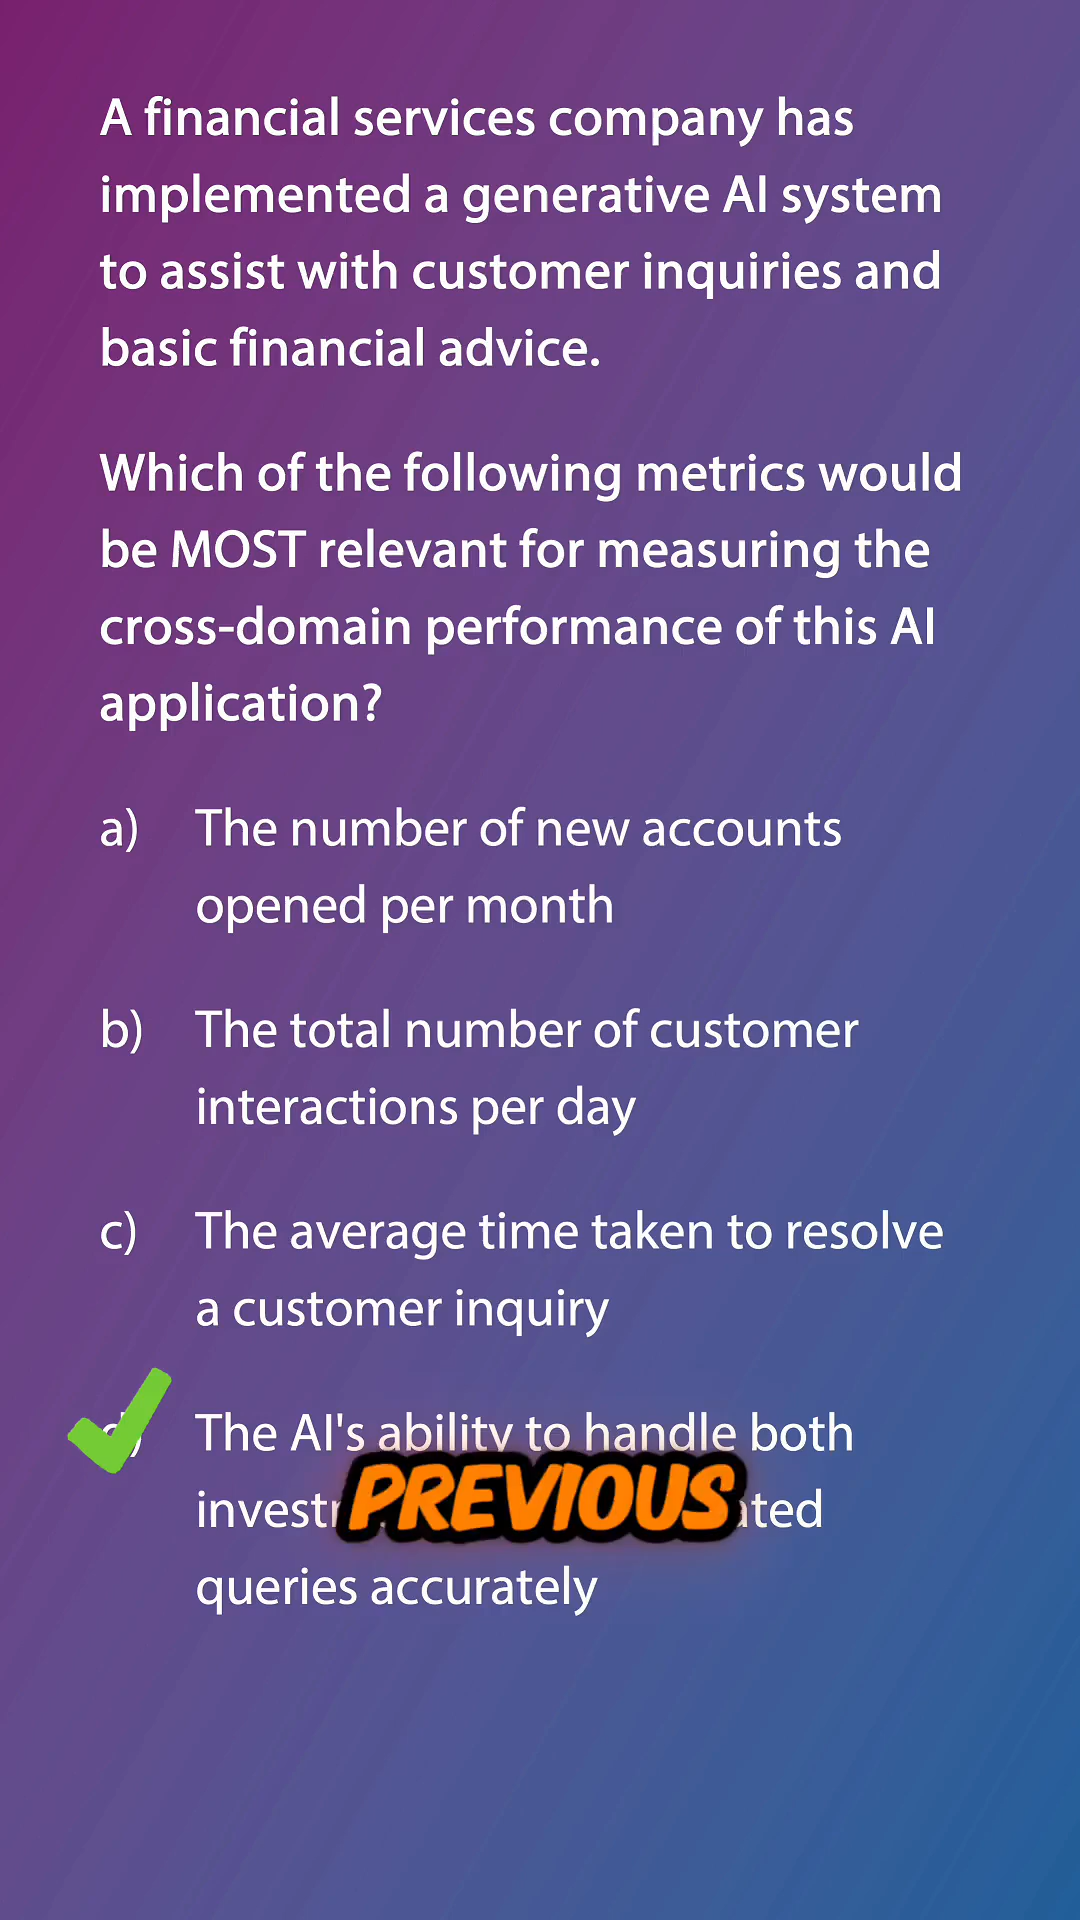 A financial services company has
implemented a generative AI system
to assist with customer inquiries and
basic financial advice.
Which of the following metrics would
be MOST relevant for measuring the
cross-domain performance of this AI
application?
a) The number of new accounts
opened per month
b) The total number of customer
interactions per day
c) The average time taken to resolve
a customer inquiry
The AI's ability to handle both
PREVIOUS
queries accurately